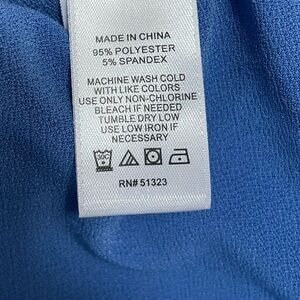 MADE IN CHINA
95% POLYESTER
5% SPANDEX
MACHINE WASH COLD
WITH LIKE COLORS
USE ONLY NON-CHLORINE
BLEACH IF NEEDED
TUMBLE DRY LOW
USE LOW IRON IF
NECESSARY
30C
RN# 51323